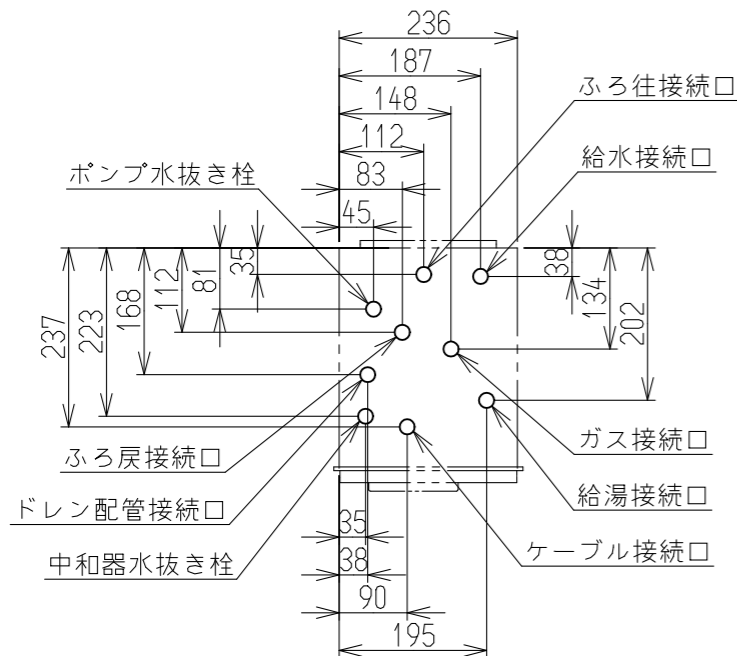 236
187
148
ふろ往接続口
112
給水接続口
83
ポンプ水抜き栓
45
35
38
81
112
134
168
202
223
237
ふろ戻接続口
ガス接続口
ドレン配管接続口
給湯接続口
35
中和器水抜き栓
38
ケーブル接続口
90
195